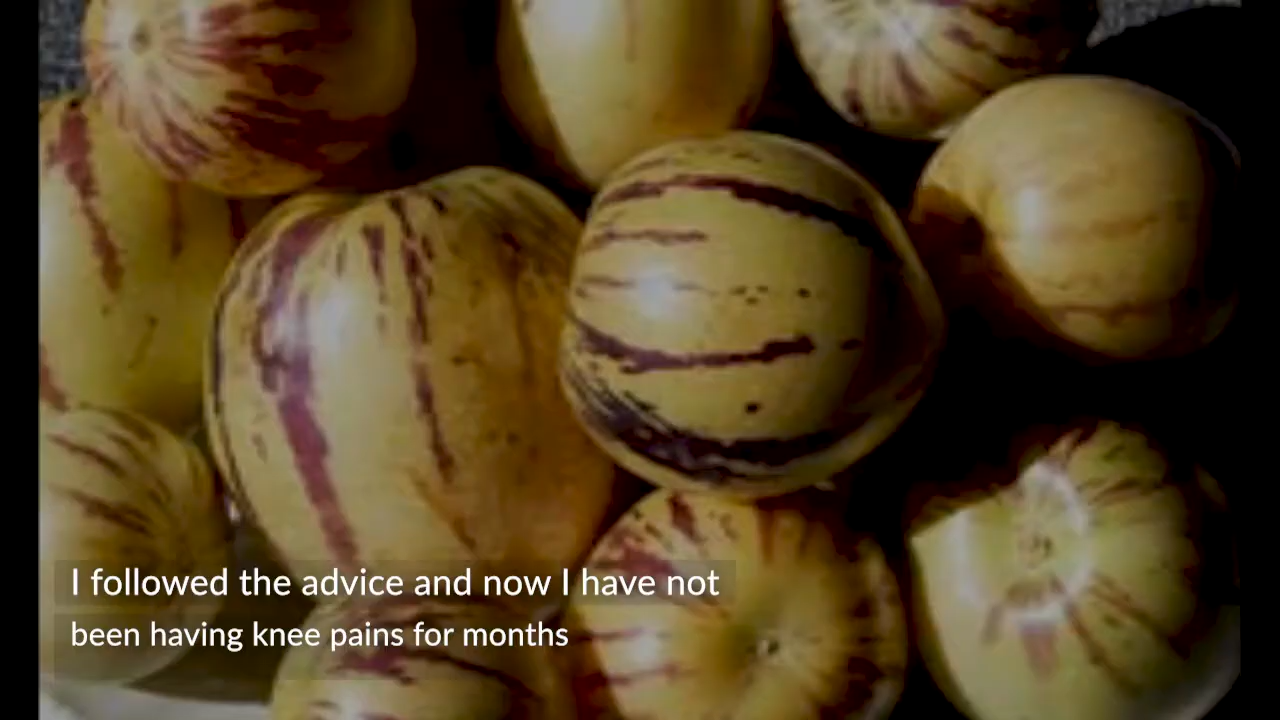 I followed the advice and now I have not
been having knee pains for months